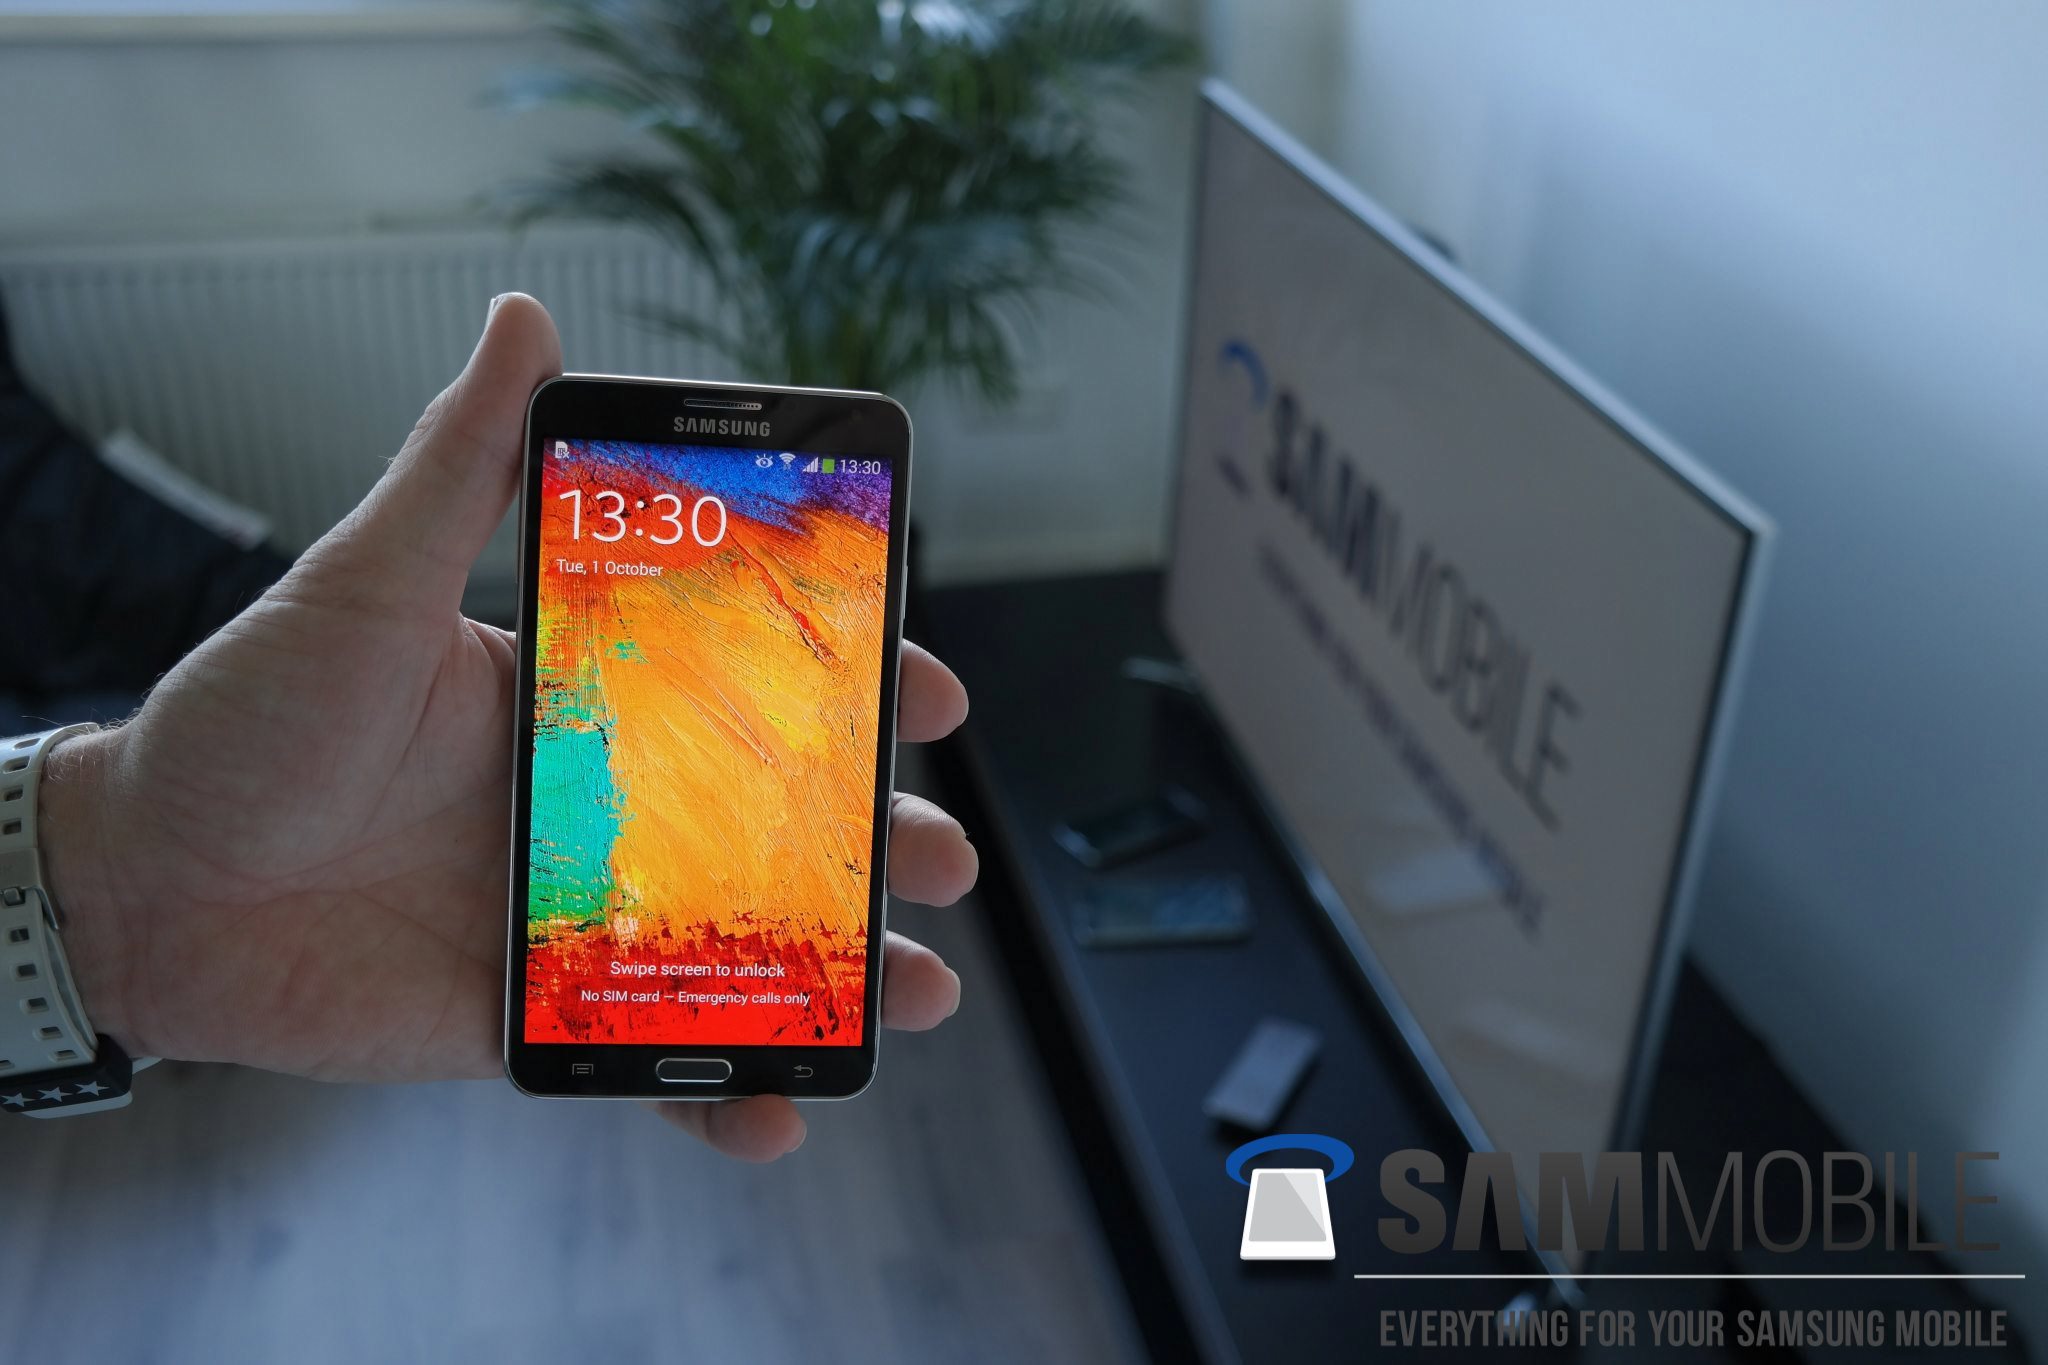 SAMSUNG
13:30
13:30
Tue, 1 October
Swipe screen to unlock
No SIM card – Emergency calls only
SAMMOBILE
SAMMOBILE
EVERYTHING FOR YOUR SAMSUNG MOBILE